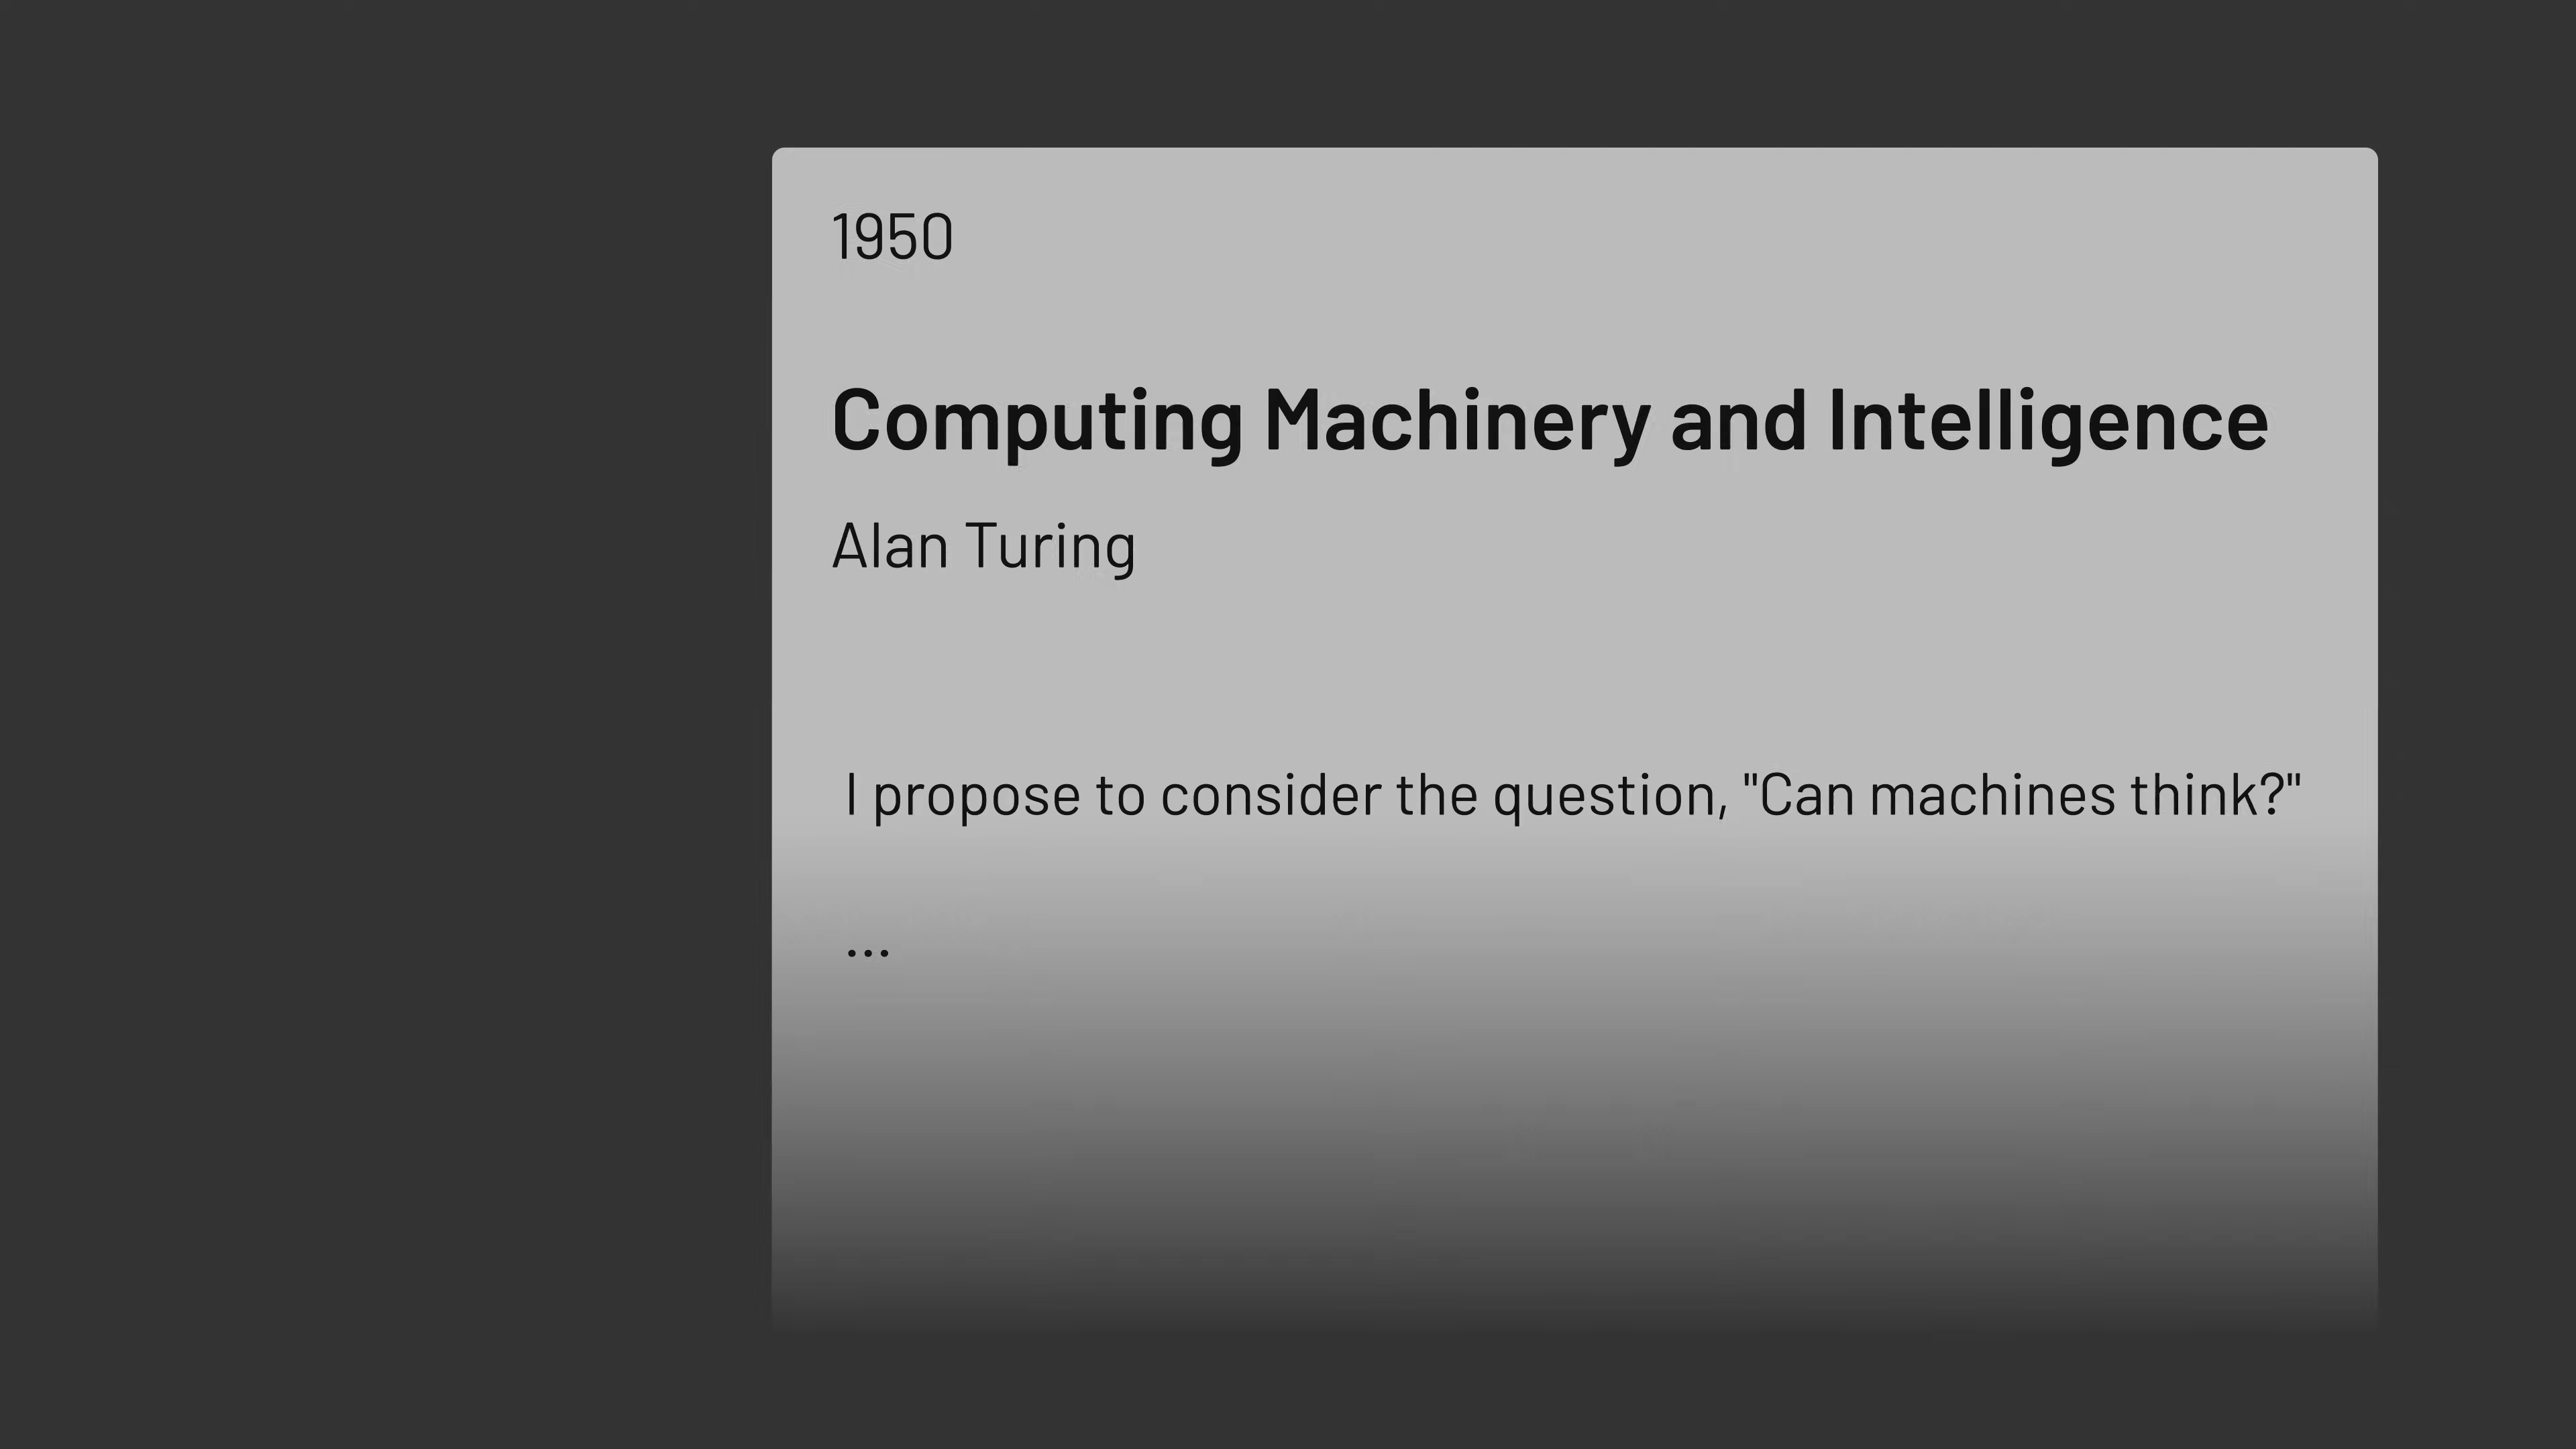 1950
Computing Machinery and Intelligence
Alan Turing
I propose to consider the question, "Can machines think?"
...